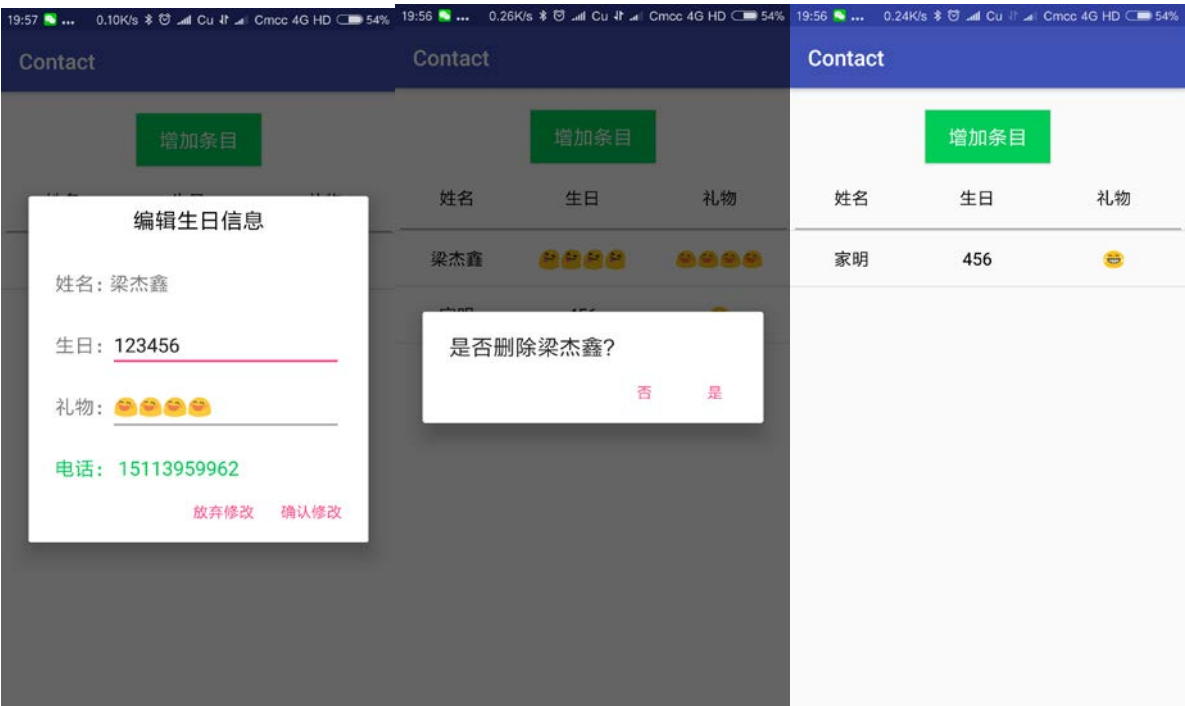 19:57 ... 0.10K/s Cu Cmcc 4G HD 54%
Contact
增加条目
编辑生日信息
姓名: 梁杰鑫
生日: 123456
礼物: 😄😄😄😄
电话: 15113959962
放弃修改 确认修改
19:56 ... 0.26K/s Cu Cmcc 4G HD 54%
Contact
增加条目
姓名 生日 礼物
梁杰鑫
是否删除梁杰鑫?
否 是
19:56 ... 0.24K/s Cu Cmcc 4G HD 54%
Contact
增加条目
姓名 生日 礼物
家明 456 😁